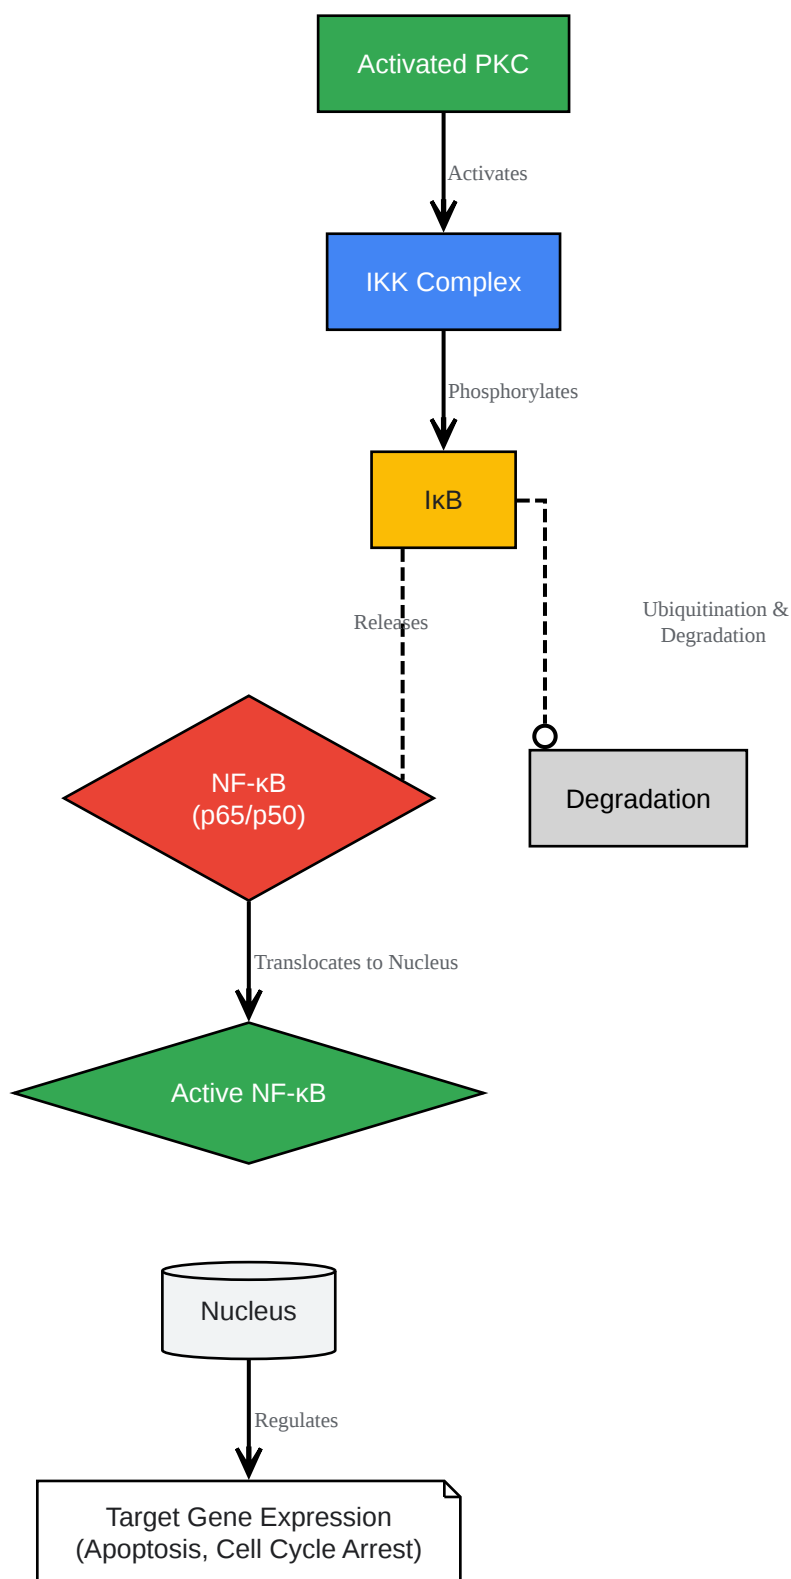 Activated PKC
Activates
IKK Complex
Phosphorylates
IκB
Releases
Ubiquitination &
Degradation
NF-κB
(p65/p50)
Degradation
Translocates to Nucleus
Active NF-κB
Nucleus
Regulates
Target Gene Expression
(Apoptosis, Cell Cycle Arrest)